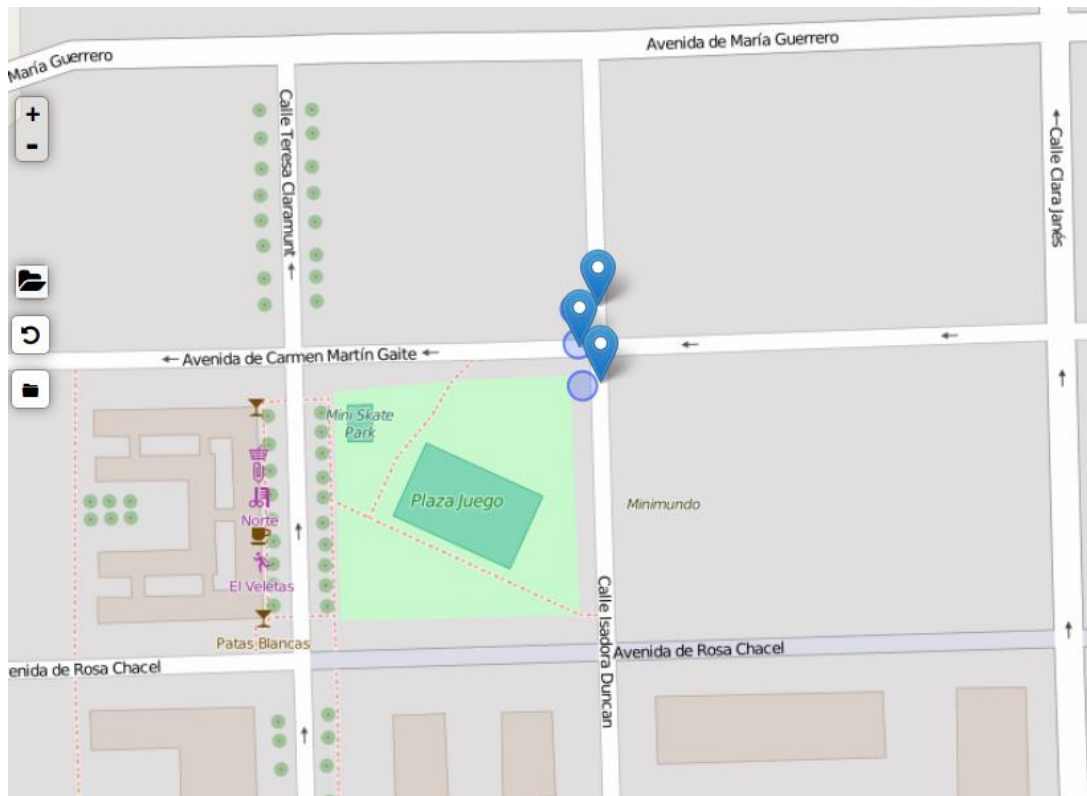 María Guerrero
Avenida de María Guerrero
+
-
Calle Teresa Claramunt
Calle Clara Janés
Avenida de Carmen Martín Gaite
Mini Skate
Park
Plaza Juego
Minimundo
Norte
El Veletas
Patas Blancas
Calle Isadora Duncan
enida de Rosa Chacel
Avenida de Rosa Chacel